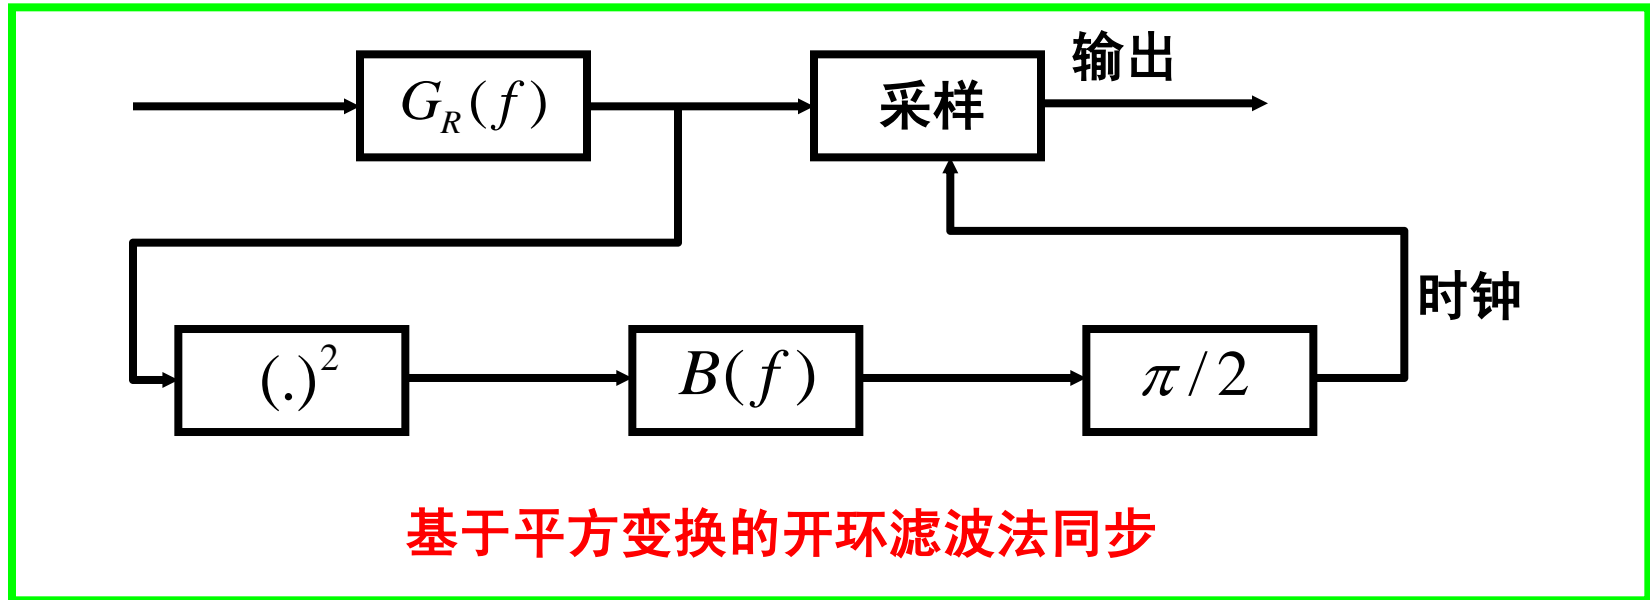 G_R(f)
采样
输出
时钟
(.)²
B(f)
π/2
基于平方变换的开环滤波法同步